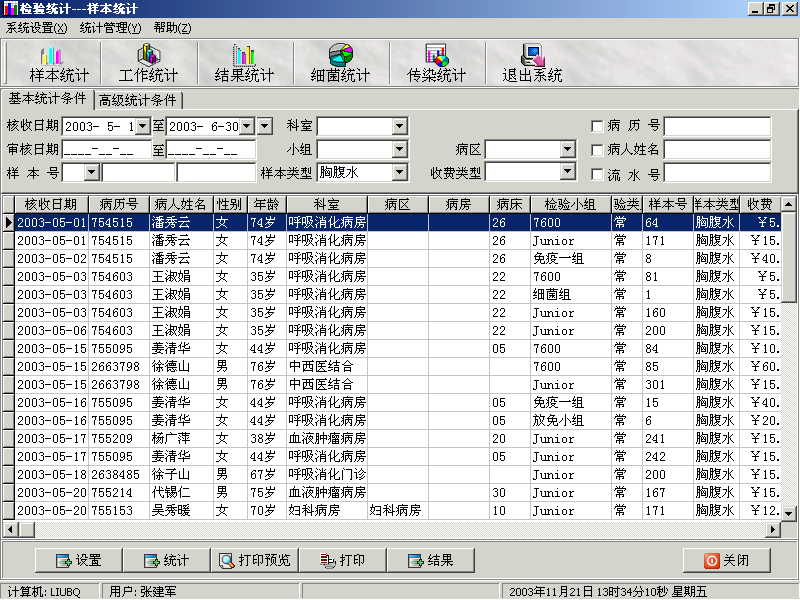 检验统计---样本统计
系统设置(X) 统计管理(Y) 帮助(Z)
样本统计 工作统计 结果统计 细菌统计 传染统计 退出系统
基本统计条件 高级统计条件
核收日期 2003- 5- 1 至 2003- 6-30 科室 病 历 号
审核日期 ____-__-__ 至 ____-__-__ 小组 病区 病人姓名
样 本 号 样本类型 胸腹水 收费类型 流 水 号
核收日期 病历号 病人姓名 性别 年龄 科室 病区 病房 病床 检验小组 验类 样本号 样本类型 收费
2003-05-01 754515 潘秀云 女 74岁 呼吸消化病房 26 7600 常 64 胸腹水 ￥5.
2003-05-01 754515 潘秀云 女 74岁 呼吸消化病房 26 Junior 常 171 胸腹水 ￥15.
2003-05-02 754515 潘秀云 女 74岁 呼吸消化病房 26 免疫一组 常 8 胸腹水 ￥40.
2003-05-03 754603 王淑娟 女 35岁 呼吸消化病房 22 7600 常 81 胸腹水 ￥5.
2003-05-03 754603 王淑娟 女 35岁 呼吸消化病房 22 细菌组 常 1 胸腹水 ￥5.
2003-05-03 754603 王淑娟 女 35岁 呼吸消化病房 22 Junior 常 160 胸腹水 ￥15.
2003-05-06 754603 王淑娟 女 35岁 呼吸消化病房 22 Junior 常 200 胸腹水 ￥15.
2003-05-15 755095 姜清华 女 44岁 呼吸消化病房 05 7600 常 84 胸腹水 ￥10.
2003-05-15 2663798 徐德山 男 76岁 中西医结合 7600 常 85 胸腹水 ￥60.
2003-05-15 2663798 徐德山 男 76岁 中西医结合 Junior 常 301 胸腹水 ￥15.
2003-05-16 755095 姜清华 女 44岁 呼吸消化病房 05 免疫一组 常 15 胸腹水 ￥40.
2003-05-16 755095 姜清华 女 44岁 呼吸消化病房 05 放免小组 常 6 胸腹水 ￥20.
2003-05-17 755209 杨广萍 女 38岁 血液肿瘤病房 20 Junior 常 241 胸腹水 ￥15.
2003-05-17 755095 姜清华 女 44岁 呼吸消化病房 05 Junior 常 242 胸腹水 ￥15.
2003-05-18 2638485 徐子山 男 67岁 呼吸消化门诊 Junior 常 200 胸腹水 ￥15.
2003-05-20 755214 代锡仁 男 75岁 血液肿瘤病房 30 Junior 常 167 胸腹水 ￥15.
2003-05-20 755153 吴秀暖 女 70岁 妇科病房 妇科病房 10 Junior 常 171 胸腹水 ￥12.
设置 统计 打印预览 打印 结果 关闭
计算机: LIUBQ 用户: 张建军 2003年11月21日 13时34分10秒 星期五